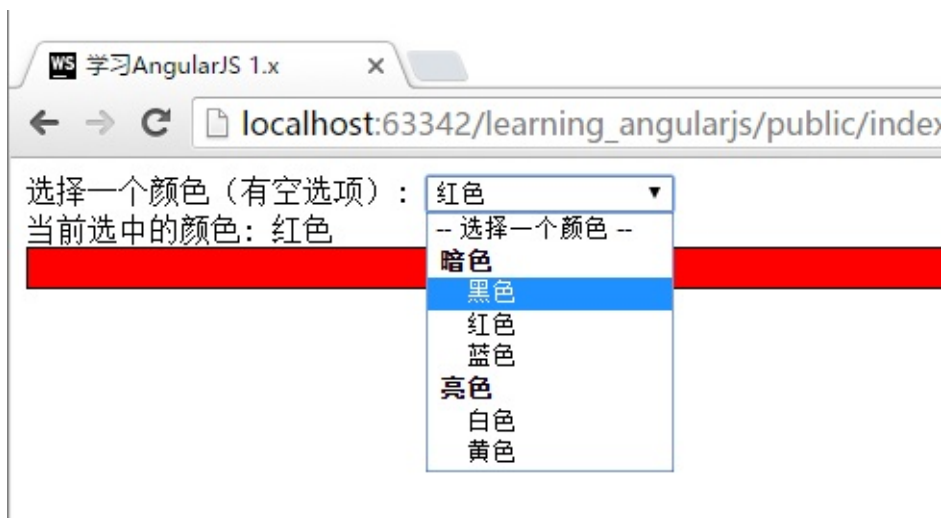 WS 学习AngularJS 1.x
localhost:63342/learning_angularjs/public/index
选择一个颜色（有空选项）: 红色
当前选中的颜色: 红色
-- 选择一个颜色 --
暗色
黑色
红色
蓝色
亮色
白色
黄色